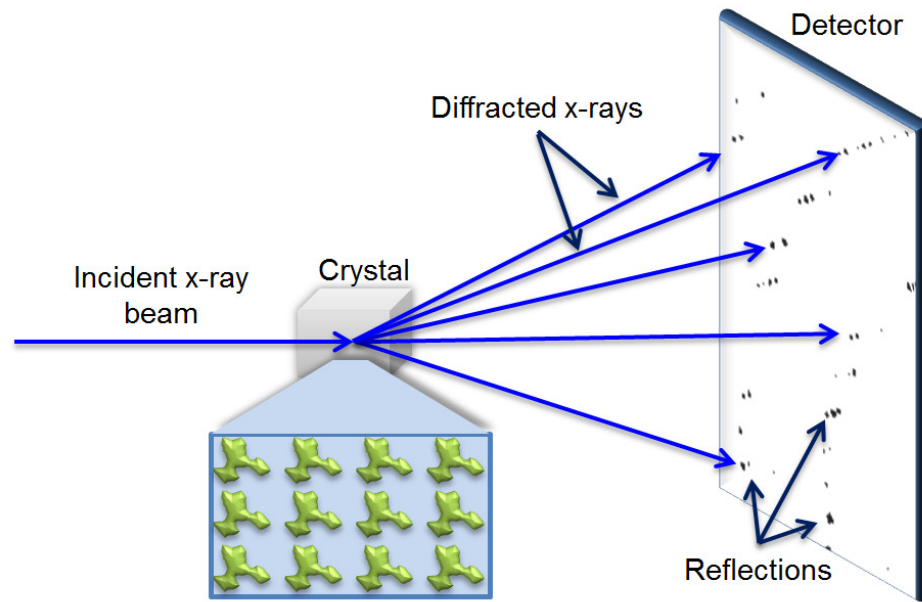 Detector
Diffracted x-rays
Crystal
Incident x-ray
beam
Reflections